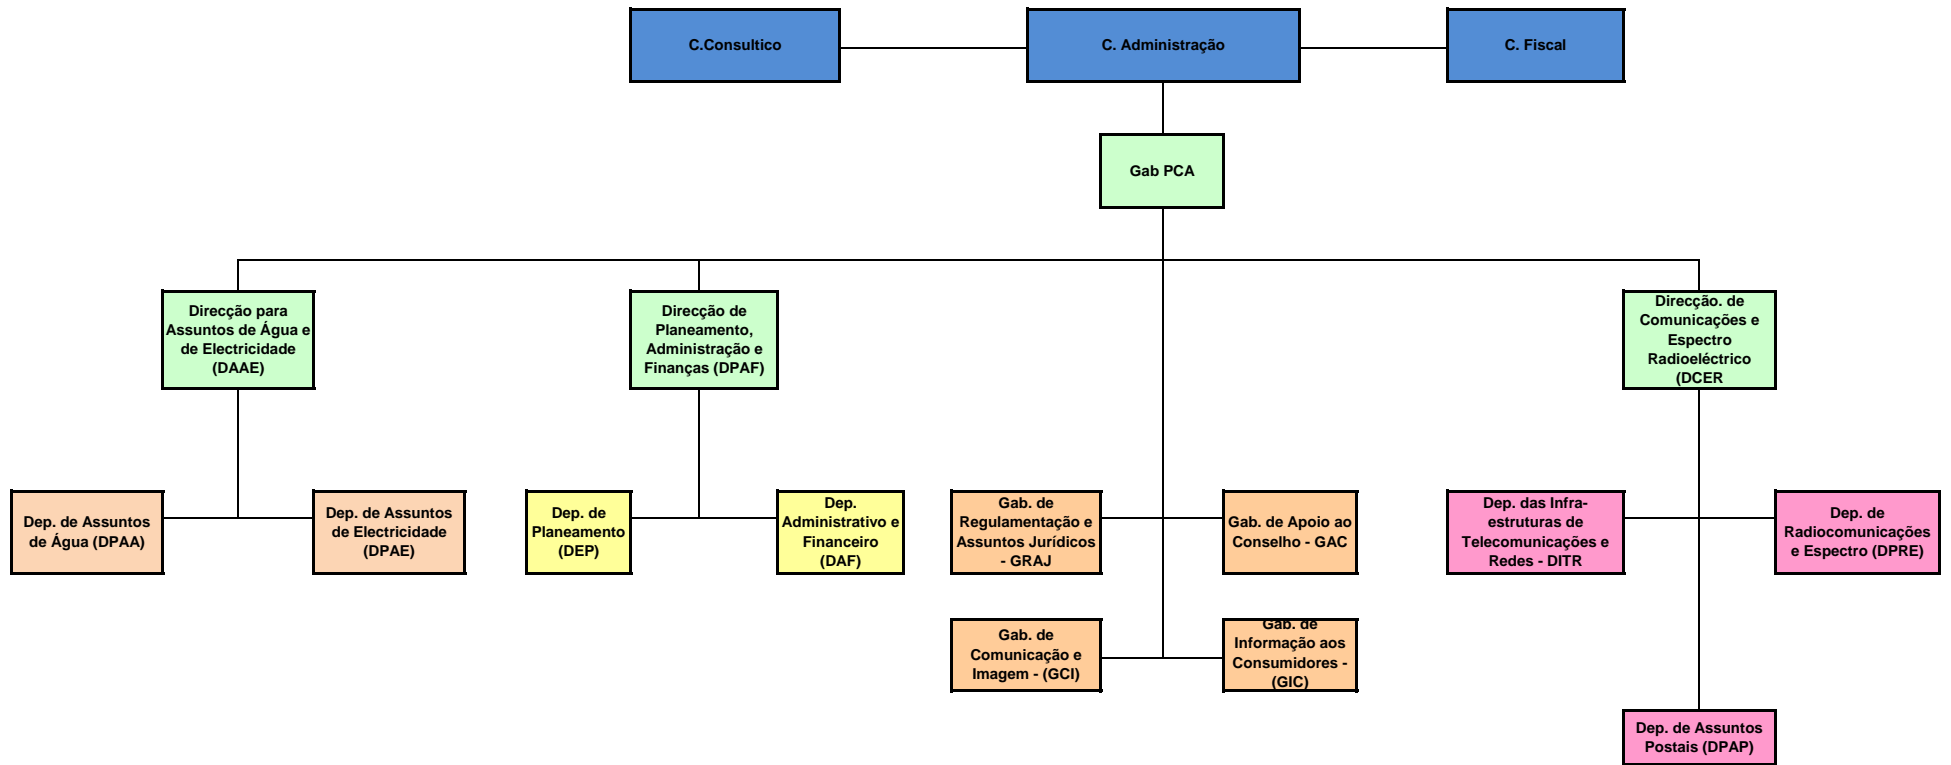 C.Consultico
C. Administração
C. Fiscal
Gab PCA
Direcção para
Assuntos de Água e
de Electricidade
(DAAE)
Direcção de
Planeamento,
Administração e
Finanças (DPAF)
Direcção. de
Comunicações e
Espectro
Radioeléctrico
(DCER
Dep. de Assuntos
de Água (DPAA)
Dep. de Assuntos
de Electricidade
(DPAE)
Dep. de
Planeamento
(DEP)
Dep.
Administrativo e
Financeiro
(DAF)
Gab. de
Regulamentação e
Assuntos Jurídicos
- GRAJ
Gab. de Apoio ao
Conselho - GAC
Dep. das Infra-
estruturas de
Telecomunicações e
Redes - DITR
Dep. de
Radiocomunicações
e Espectro (DPRE)
Gab. de
Comunicação e
Imagem - (GCI)
Gab. de
Informação aos
Consumidores -
(GIC)
Dep. de Assuntos
Postais (DPAP)